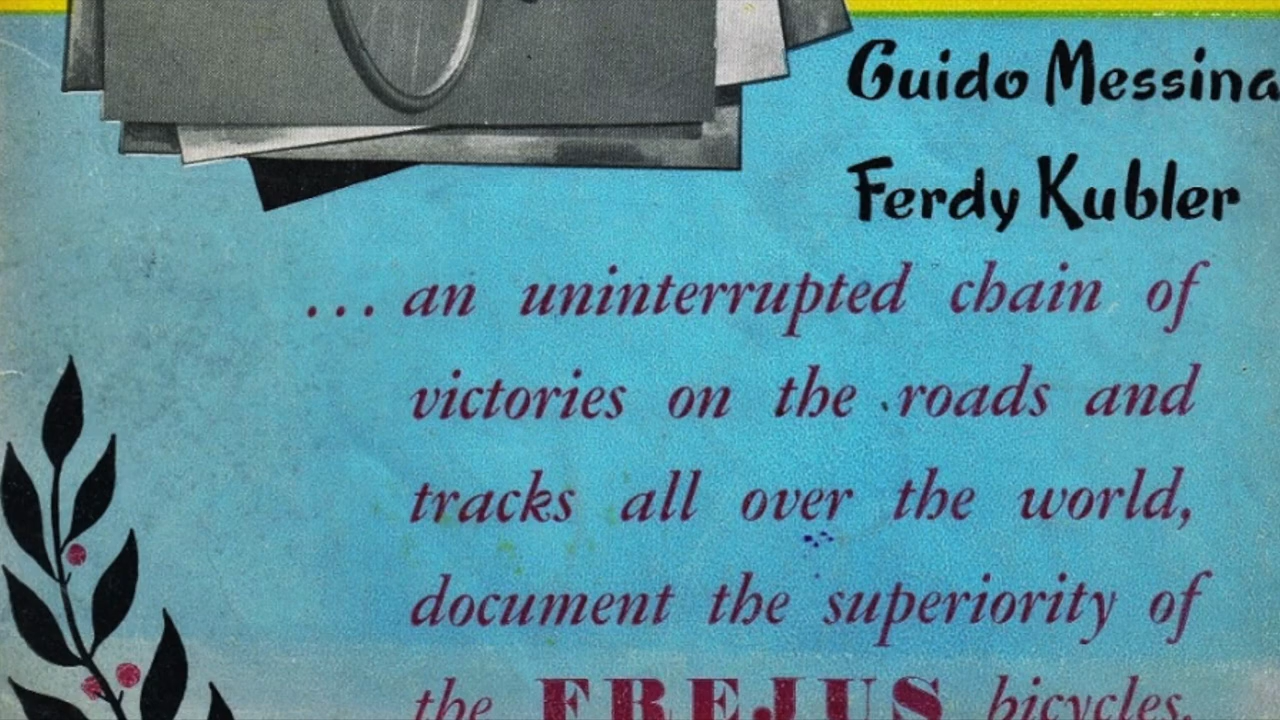 Guido Messina
Ferdy Kubler
... an uninterrupted chain of
victories on the roads and
tracks all over the world,
document the superiority of
the FREJUS bicycles.